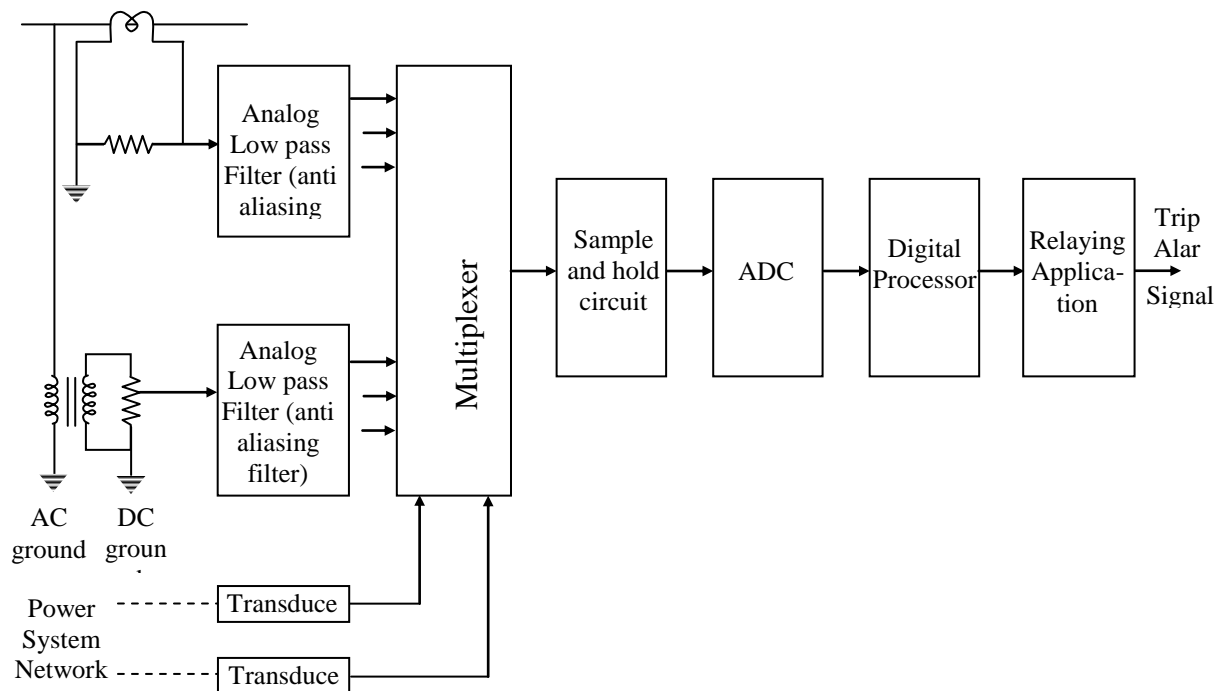 Analog
Low pass
Filter (anti
aliasing
Multiplexer
Sample
and hold
circuit
ADC
Digital
Processor
Relaying
Applica-
tion
Trip
Alar
Signal
Analog
Low pass
Filter (anti
aliasing
filter)
AC
ground
DC
groun
Power
System
Network
Transduce
Transduce